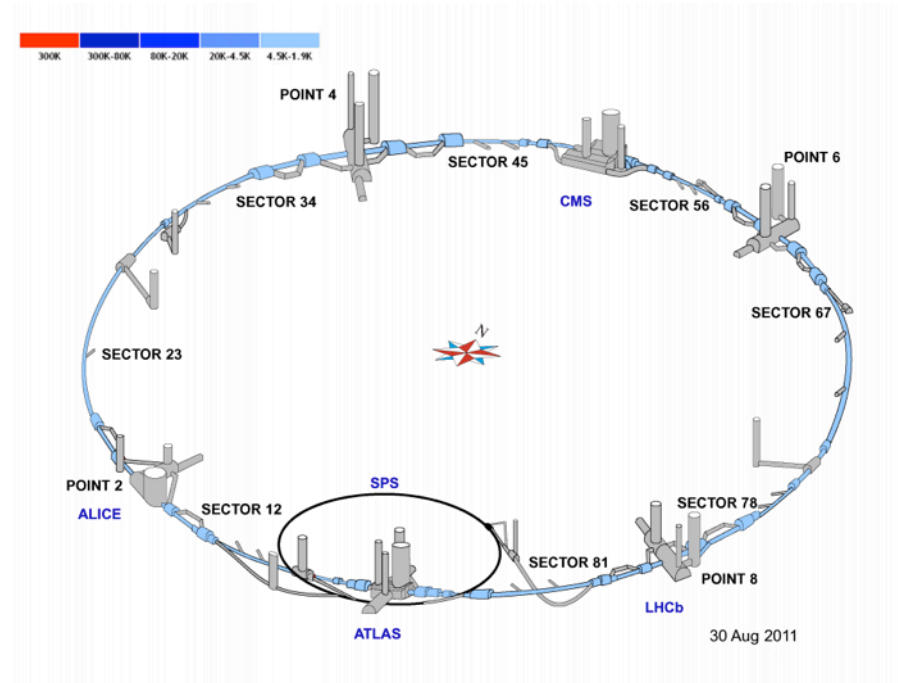 300K 300K-80K 80K-20K 20K-4.5K 4.5K-1.9K
POINT 4
SECTOR 45
POINT 6
SECTOR 34
CMS
SECTOR 56
SECTOR 67
N
SECTOR 23
POINT 2
ALICE
SECTOR 12
SPS
SECTOR 78
SECTOR 81
POINT 8
LHCb
ATLAS
30 Aug 2011